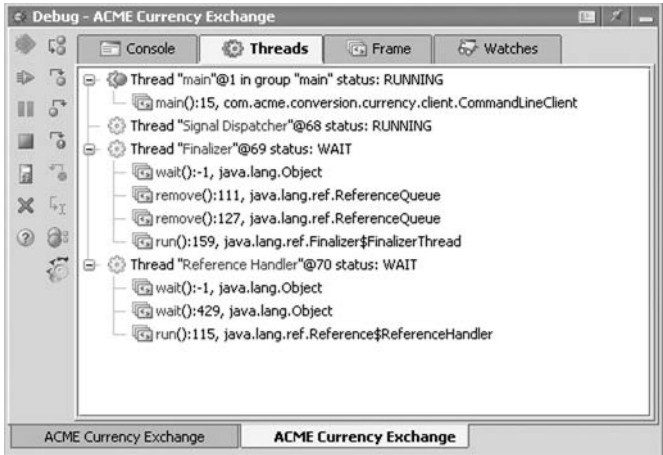 Debug - ACME Currency Exchange
Console Threads Frame Watches
Thread "main"@1 in group "main" status: RUNNING
main():15, com.acme.conversion.currency.client.CommandLineClient
Thread "Signal Dispatcher"@68 status: RUNNING
Thread "Finalizer"@69 status: WAIT
wait():-1, java.lang.Object
remove():111, java.lang.ref.ReferenceQueue
remove():127, java.lang.ref.ReferenceQueue
run():159, java.lang.ref.Finalizer$FinalizerThread
Thread "Reference Handler"@70 status: WAIT
wait():-1, java.lang.Object
wait():429, java.lang.Object
run():115, java.lang.ref.Reference$ReferenceHandler
ACME Currency Exchange ACME Currency Exchange